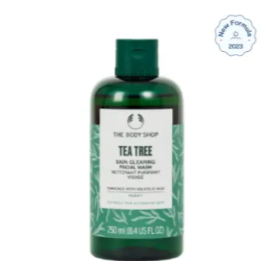 New Formula
2023
THE BODY SHOP
TEA TREE
SKIN CLEARING
FACIAL WASH
NETTOYANT PURIFIANT
VISAGE
250 ml (8.4 US FL OZ)